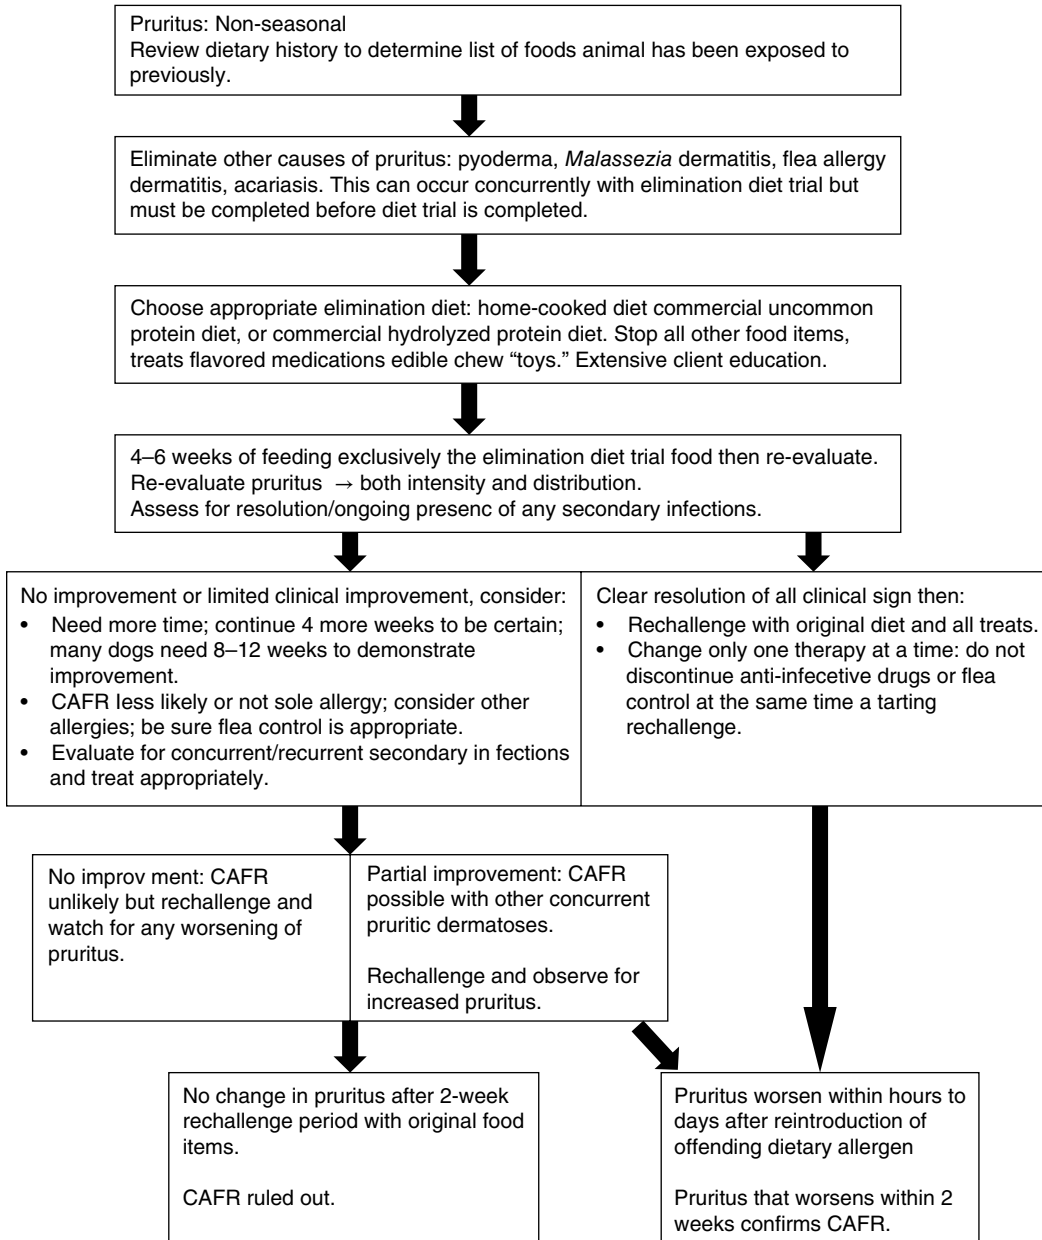 Pruritus: Non-seasonal
Review dietary history to determine list of foods animal has been exposed to
previously.
Eliminate other causes of pruritus: pyoderma, Malassezia dermatitis, flea allergy
dermatitis, acariasis. This can occur concurrently with elimination diet trial but
must be completed before diet trial is completed.
Choose appropriate elimination diet: home-cooked diet commercial uncommon
protein diet, or commercial hydrolyzed protein diet. Stop all other food items,
treats flavored medications edible chew “toys.” Extensive client education.
4–6 weeks of feeding exclusively the elimination diet trial food then re-evaluate.
Re-evaluate pruritus → both intensity and distribution.
Assess for resolution/ongoing presenc of any secondary infections.
No improvement or limited clinical improvement, consider:
• Need more time; continue 4 more weeks to be certain;
many dogs need 8–12 weeks to demonstrate
improvement.
• CAFR less likely or not sole allergy; consider other
allergies; be sure flea control is appropriate.
• Evaluate for concurrent/recurrent secondary in fections
and treat appropriately.
Clear resolution of all clinical sign then:
• Rechallenge with original diet and all treats.
• Change only one therapy at a time: do not
discontinue anti-infecetive drugs or flea
control at the same time a tarting
rechallenge.
No improv ment: CAFR
unlikely but rechallenge and
watch for any worsening of
pruritus.
Partial improvement: CAFR
possible with other concurrent
pruritic dermatoses.
Rechallenge and observe for
increased pruritus.
No change in pruritus after 2-week
rechallenge period with original food
items.
CAFR ruled out.
Pruritus worsen within hours to
days after reintroduction of
offending dietary allergen
Pruritus that worsens within 2
weeks confirms CAFR.